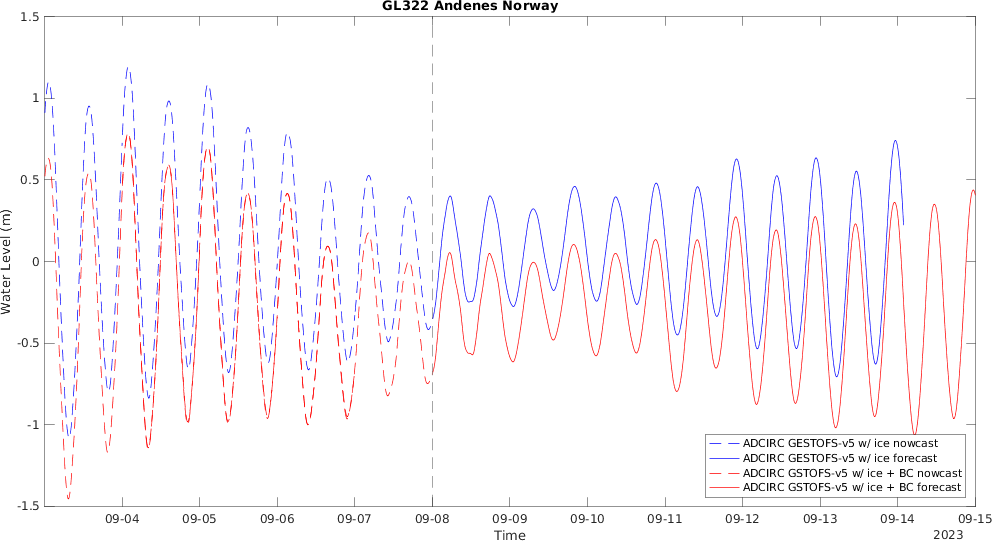 GL322 Andenes Norway
1.5
1
0.5
0
-0.5
-1
-1.5
Water Level (m)
09-04 09-05 09-06 09-07 09-08 09-09 09-10 09-11 09-12 09-13 09-14 09-15
Time
2023
ADCIRC GESTOFS-v5 w/ ice nowcast
ADCIRC GESTOFS-v5 w/ ice forecast
ADCIRC GSTOFS-v5 w/ ice + BC nowcast
ADCIRC GSTOFS-v5 w/ ice + BC forecast